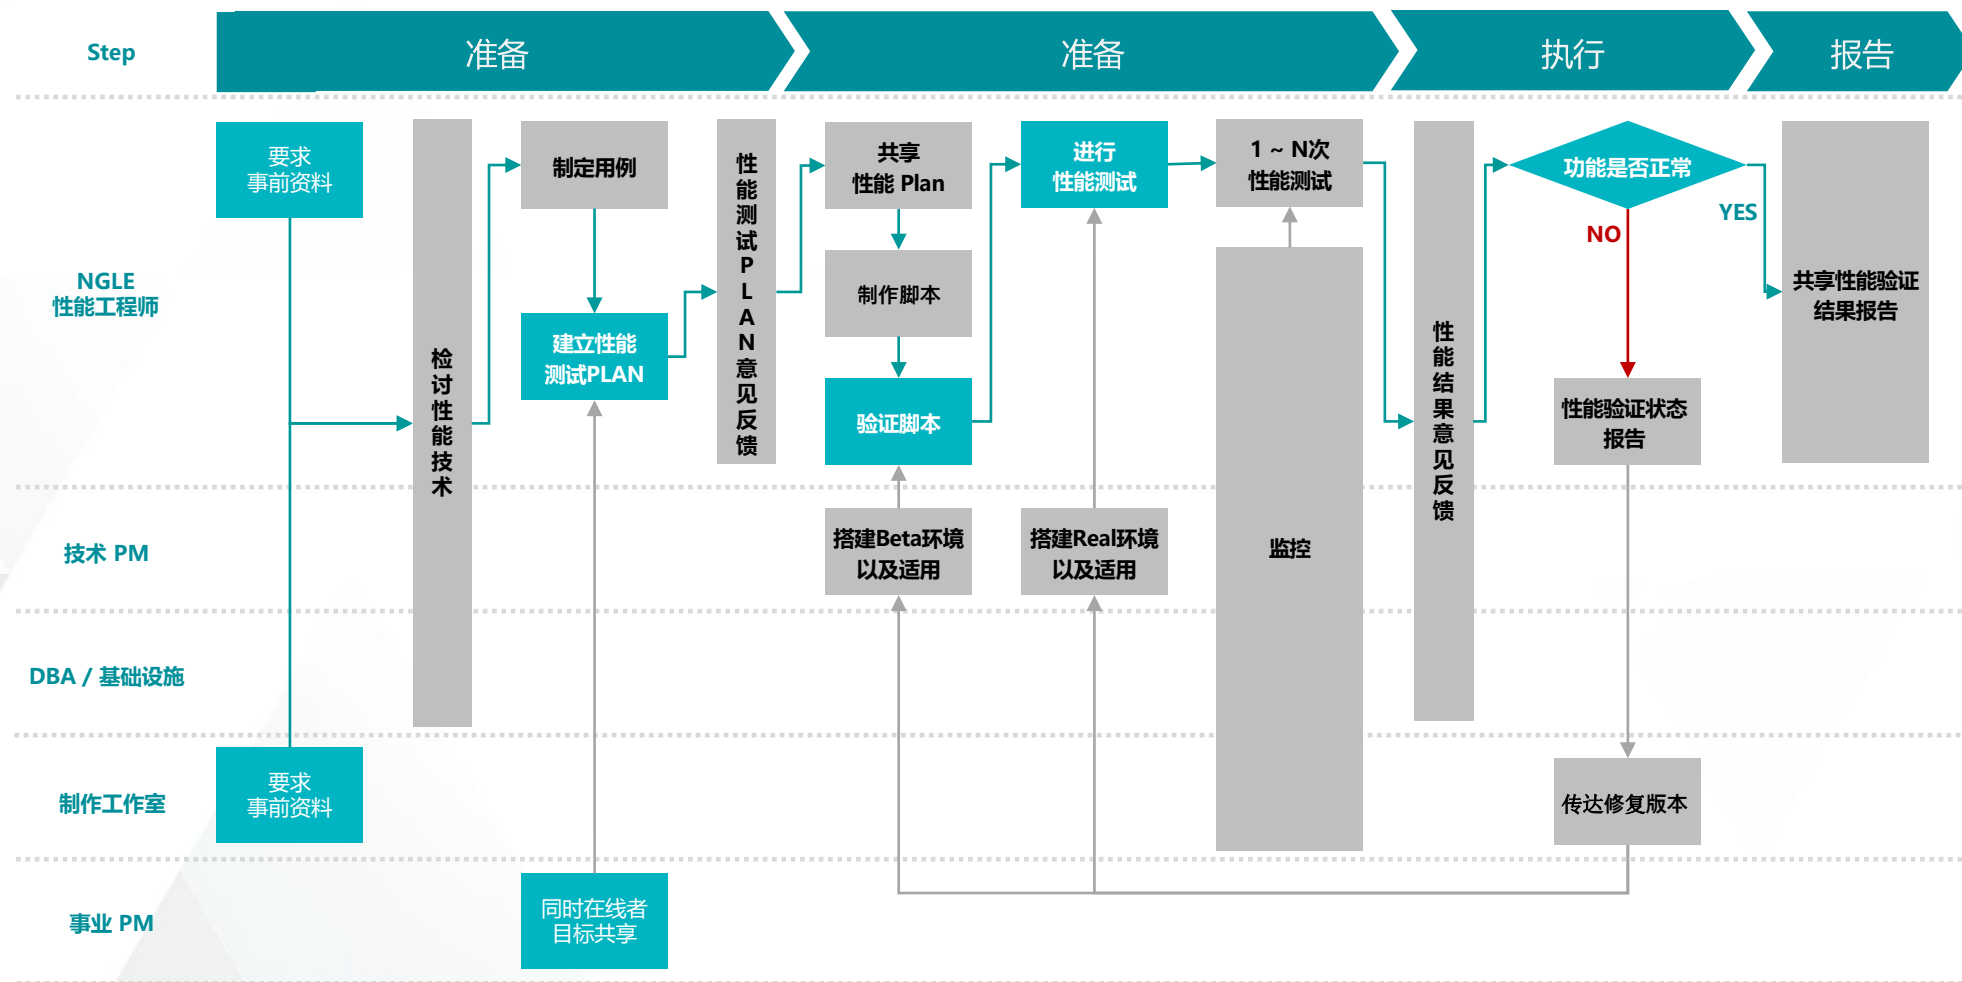 Step
准备
准备
执行
报告
NGLE
性能工程师
技术 PM
DBA / 基础设施
制作工作室
事业 PM
要求
事前资料
要求
事前资料
检讨性能技术
制定用例
建立性能
测试PLAN
同时在线者
目标共享
性能测试PLAN意见反馈
共享
性能 Plan
制作脚本
验证脚本
搭建Beta环境
以及适用
进行
性能测试
搭建Real环境
以及适用
1 ~ N次
性能测试
监控
性能结果意见反馈
功能是否正常
YES
NO
性能验证状态
报告
传达修复版本
共享性能验证
结果报告